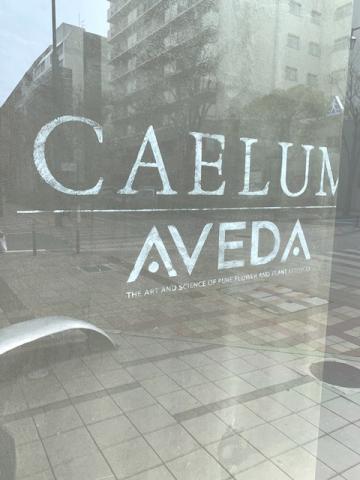 CAELUM
AVEDA
THE ART AND SCIENCE OF PURE FLOWER AND PLANT